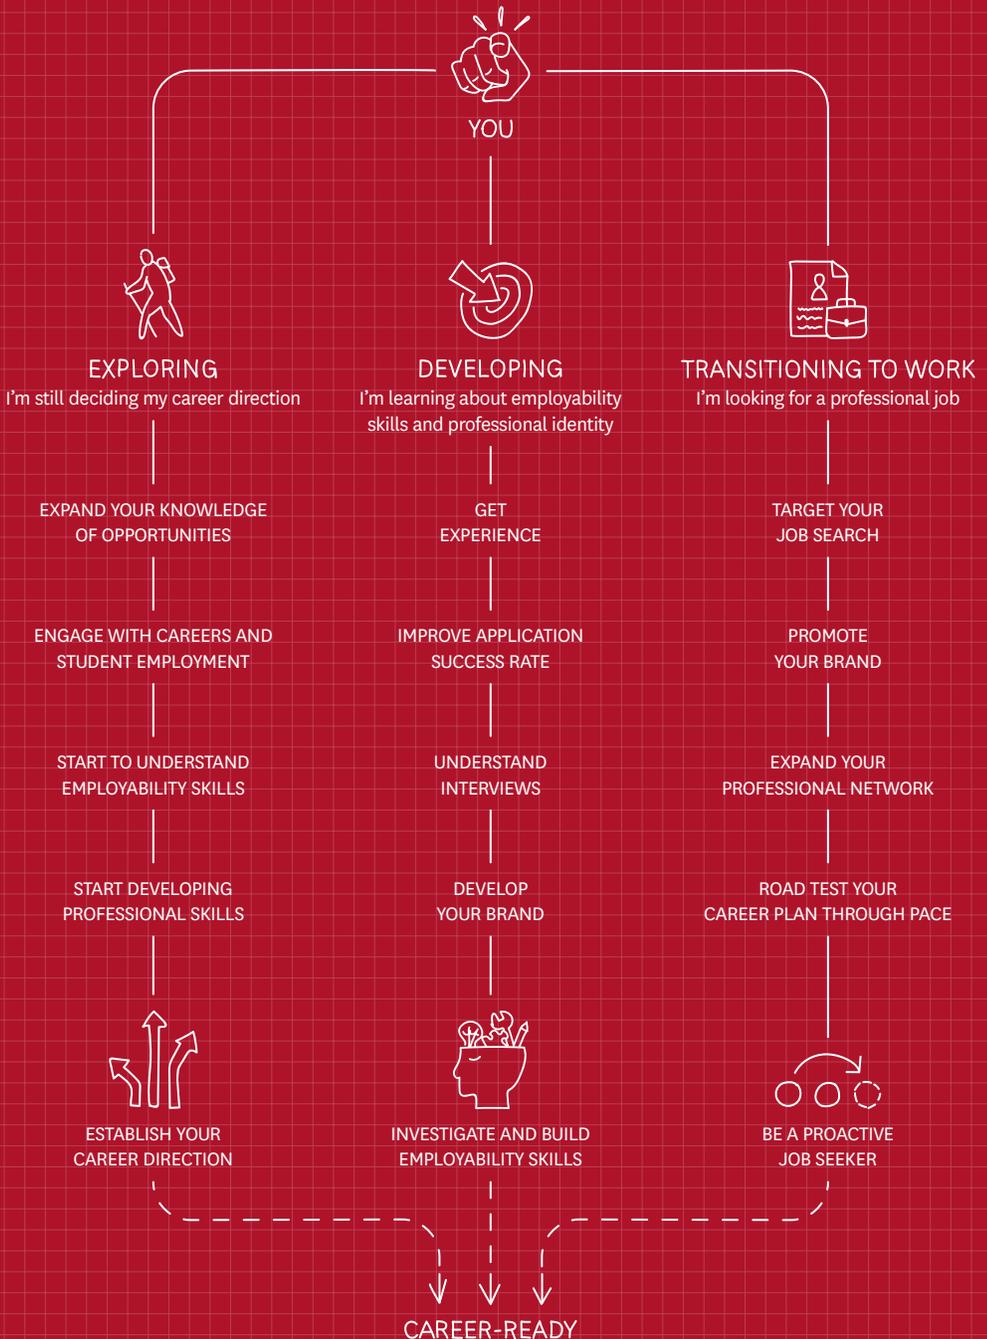 YOU
EXPLORING
I'm still deciding my career direction
EXPAND YOUR KNOWLEDGE
OF OPPORTUNITIES
ENGAGE WITH CAREERS AND
STUDENT EMPLOYMENT
START TO UNDERSTAND
EMPLOYABILITY SKILLS
START DEVELOPING
PROFESSIONAL SKILLS
ESTABLISH YOUR
CAREER DIRECTION
DEVELOPING
I'm learning about employability
skills and professional identity
GET
EXPERIENCE
IMPROVE APPLICATION
SUCCESS RATE
UNDERSTAND
INTERVIEWS
DEVELOP
YOUR BRAND
INVESTIGATE AND BUILD
EMPLOYABILITY SKILLS
TRANSITIONING TO WORK
I'm looking for a professional job
TARGET YOUR
JOB SEARCH
PROMOTE
YOUR BRAND
EXPAND YOUR
PROFESSIONAL NETWORK
ROAD TEST YOUR
CAREER PLAN THROUGH PACE
BE A PROACTIVE
JOB SEEKER
CAREER-READY